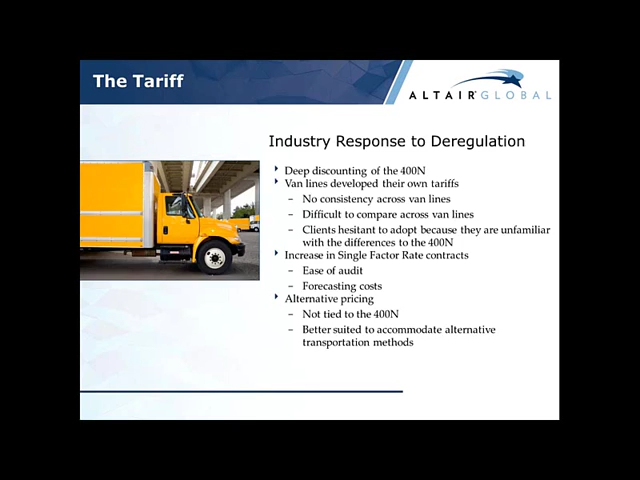 The Tariff
ALTAIR GLOBAL
Industry Response to Deregulation
Deep discounting of the 400N
Van lines developed their own tariffs
– No consistency across van lines
– Difficult to compare across van lines
– Clients hesitant to adopt because they are unfamiliar
with the differences to the 400N
Increase in Single Factor Rate contracts
– Ease of audit
– Forecasting costs
Alternative pricing
– Not tied to the 400N
– Better suited to accommodate alternative
transportation methods